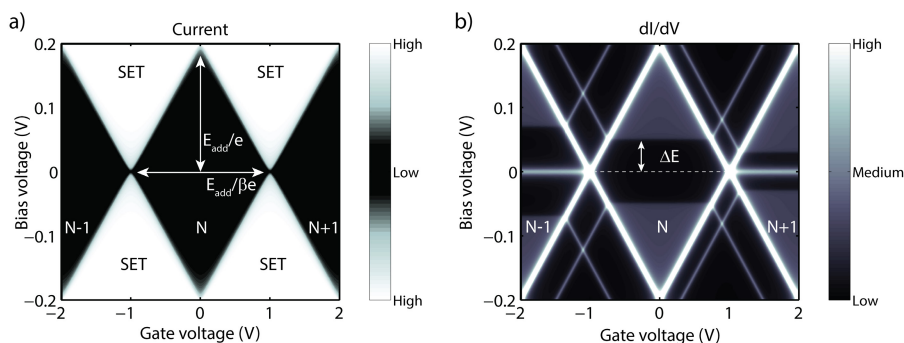 a)
Current
Bias voltage (V)
0.2
0.1
0
−0.1
−0.2
−2
−1
0
1
2
Gate voltage (V)
SET
SET
E_add/e
E_add/βe
N-1
N
N+1
SET
SET
High
Low
High
b)
dI/dV
Bias voltage (V)
0.2
0.1
0
−0.1
−0.2
−2
−1
0
1
2
Gate voltage (V)
ΔE
N-1
N
N+1
High
Medium
Low